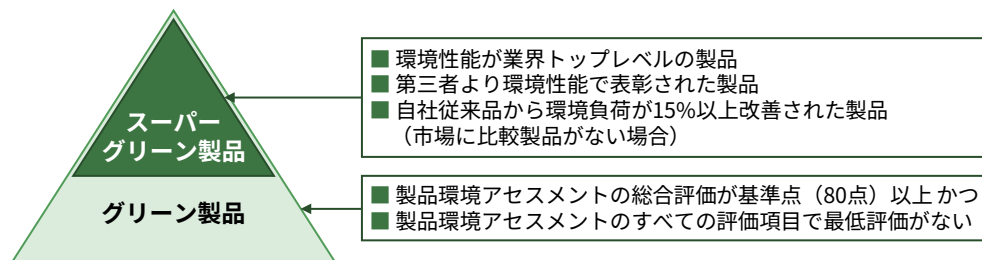 スーパー
グリーン製品
グリーン製品
■ 環境性能が業界トップレベルの製品
■ 第三者より環境性能で表彰された製品
■ 自社従来品から環境負荷が15%以上改善された製品
（市場に比較製品がない場合）
■ 製品環境アセスメントの総合評価が基準点（80点）以上 かつ
■ 製品環境アセスメントのすべての評価項目で最低評価がない